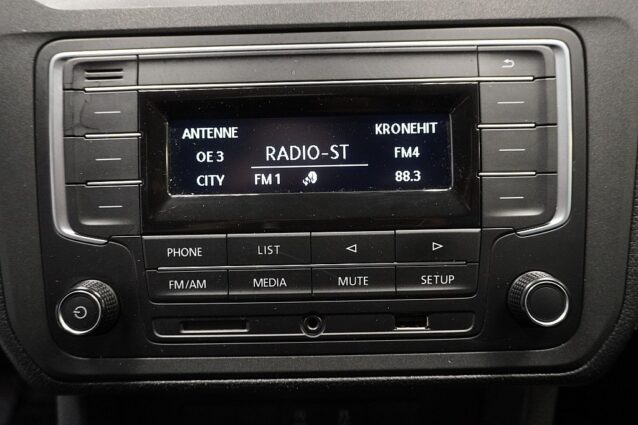 ANTENNE KRONEHIT
OE 3 RADIO-ST FM4
CITY FM 1 88.3
PHONE LIST
FM/AM MEDIA MUTE SETUP